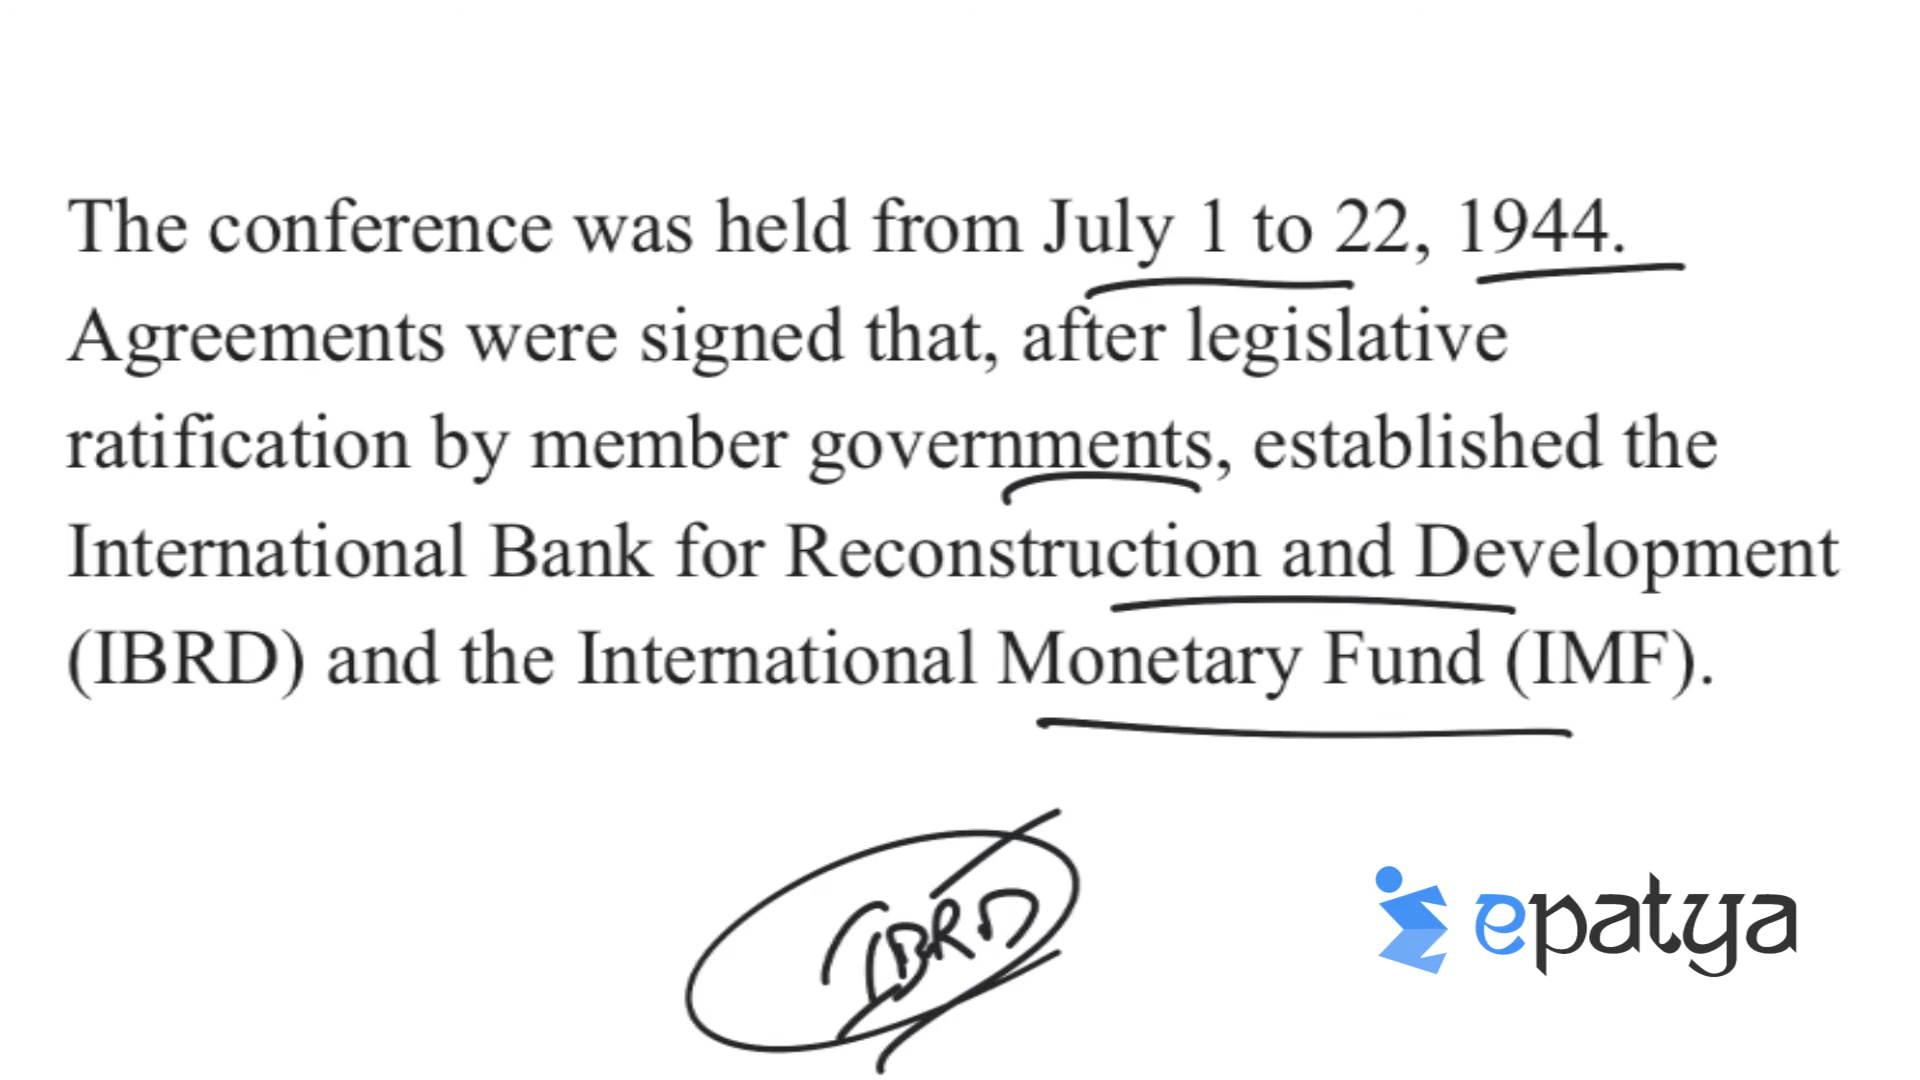 The conference was held from July 1 to 22, 1944.
Agreements were signed that, after legislative
ratification by member governments, established the
International Bank for Reconstruction and Development
(IBRD) and the International Monetary Fund (IMF).
IBRD
epatya